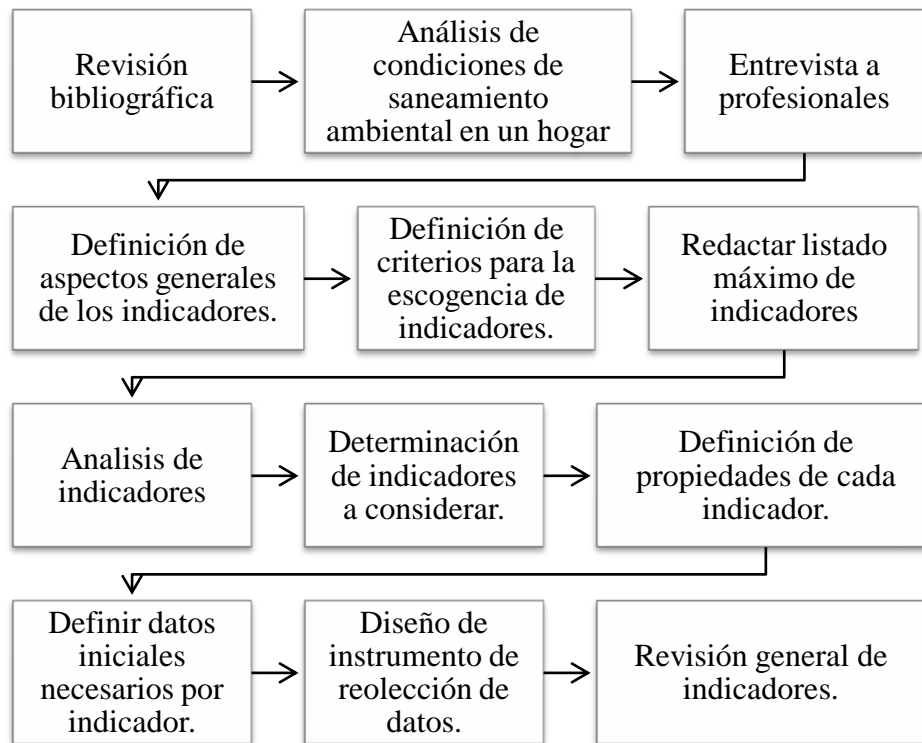 Revisión
bibliográfica
Análisis de
condiciones de
saneamiento
ambiental en un hogar
Entrevista a
profesionales
Definición de
aspectos generales
de los indicadores.
Definición de
criterios para la
escogencia de
indicadores.
Redactar listado
máximo de
indicadores
Analisis de
indicadores
Determinación
de indicadores
a considerar.
Definición de
propiedades de cada
indicador.
Definir datos
iniciales
necesarios por
indicador.
Diseño de
instrumento de
reolección de
datos.
Revisión general de
indicadores.